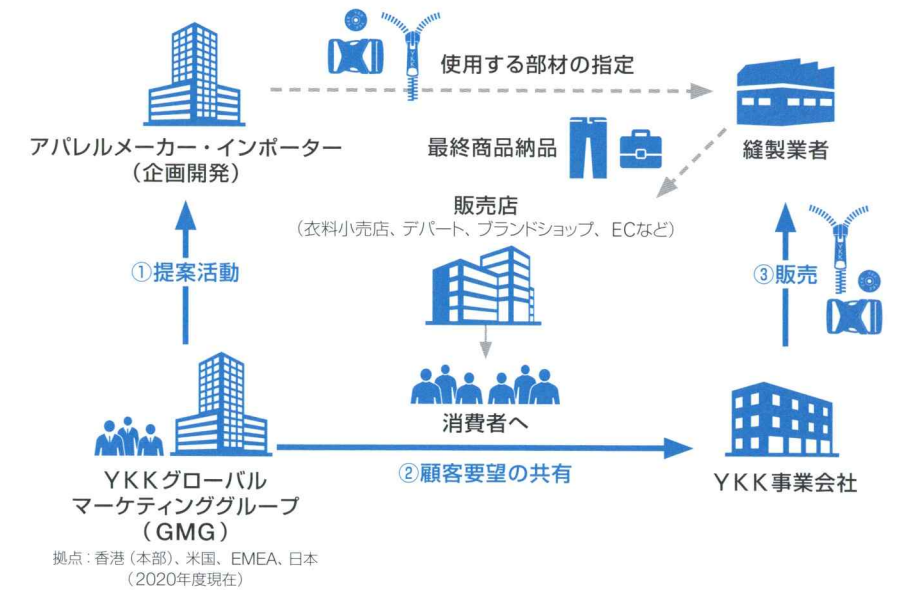 使用する部材の指定
アパレルメーカー・インポーター
（企画開発）
縫製業者
最終商品納品
販売店
（衣料小売店、デパート、ブランドショップ、ECなど）
①提案活動
③販売
消費者へ
②顧客要望の共有
YKKグローバル
マーケティンググループ
（GMG）
拠点：香港（本部）、米国、EMEA、日本
（2020年度現在）
YKK事業会社